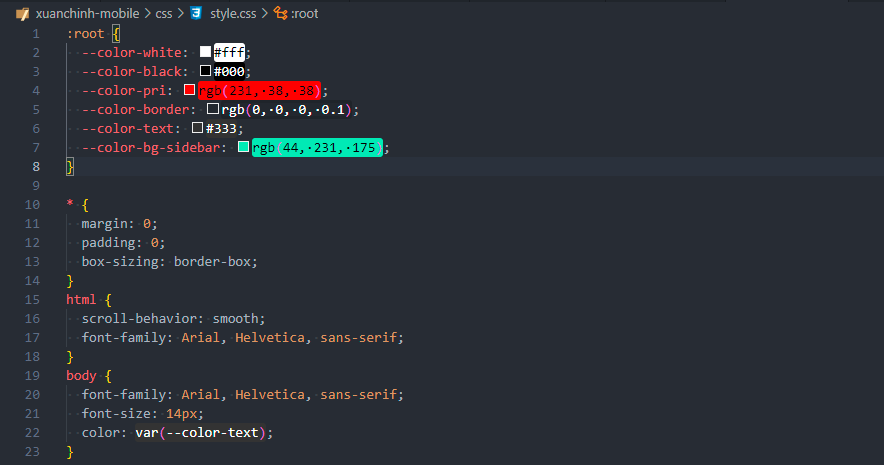 xuanchinh-mobile > css > style.css > :root
1 :root {
2 --color-white: #fff;
3 --color-black: #000;
4 --color-pri: rgb(231, 38, 38);
5 --color-border: rgb(0, 0, 0, 0.1);
6 --color-text: #333;
7 --color-bg-sidebar: rgb(44, 231, 175);
8 }
9
10 * {
11 margin: 0;
12 padding: 0;
13 box-sizing: border-box;
14 }
15 html {
16 scroll-behavior: smooth;
17 font-family: Arial, Helvetica, sans-serif;
18 }
19 body {
20 font-family: Arial, Helvetica, sans-serif;
21 font-size: 14px;
22 color: var(--color-text);
23 }